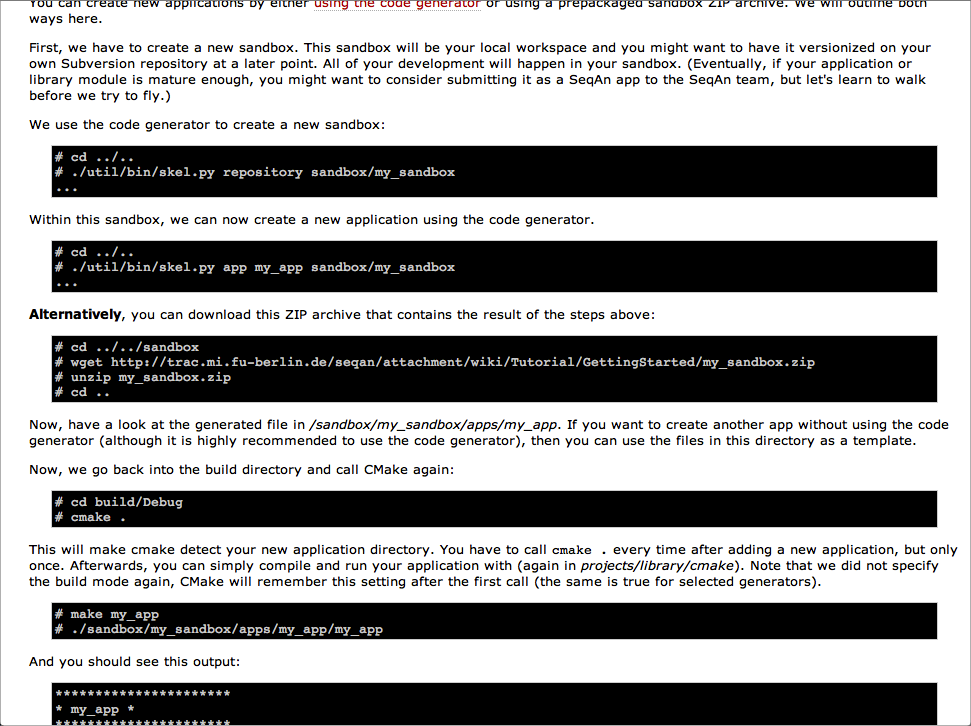 You can create new applications by either using the code generator or using a prepackaged sandbox ZIP archive. We will outline both
ways here.
First, we have to create a new sandbox. This sandbox will be your local workspace and you might want to have it versionized on your
own Subversion repository at a later point. All of your development will happen in your sandbox. (Eventually, if your application or
library module is mature enough, you might want to consider submitting it as a SeqAn app to the SeqAn team, but let's learn to walk
before we try to fly.)
We use the code generator to create a new sandbox:
# cd ../..
# ./util/bin/skel.py repository sandbox/my_sandbox
...
Within this sandbox, we can now create a new application using the code generator.
# cd ../..
# ./util/bin/skel.py app my_app sandbox/my_sandbox
...
Alternatively, you can download this ZIP archive that contains the result of the steps above:
# cd ../../sandbox
# wget http://trac.mi.fu-berlin.de/seqan/attachment/wiki/Tutorial/GettingStarted/my_sandbox.zip
# unzip my_sandbox.zip
# cd ..
Now, have a look at the generated file in /sandbox/my_sandbox/apps/my_app. If you want to create another app without using the code
generator (although it is highly recommended to use the code generator), then you can use the files in this directory as a template.
Now, we go back into the build directory and call CMake again:
# cd build/Debug
# cmake .
This will make cmake detect your new application directory. You have to call cmake . every time after adding a new application, but only
once. Afterwards, you can simply compile and run your application with (again in projects/library/cmake). Note that we did not specify
the build mode again, CMake will remember this setting after the first call (the same is true for selected generators).
# make my_app
# ./sandbox/my_sandbox/apps/my_app/my_app
And you should see this output:
**********************
* my_app *
**********************